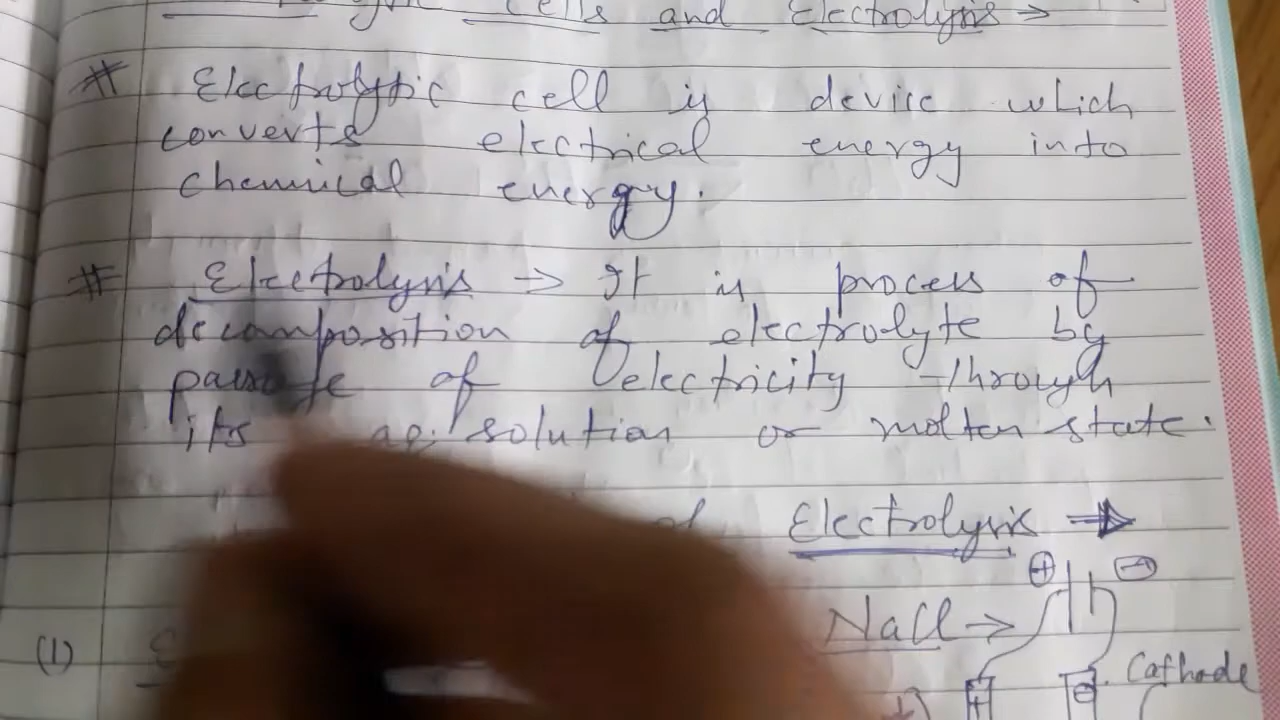 cells and Electrolysis →
# Electrolytic cell is device which
converts electrical energy into
chemical energy.
# Electrolysis ⇒ It is process of
decomposition of electrolyte by
passage of electricity through
its aq. solution or molten state.
of Electrolysis ⇒
⊕ ⊖
(1) NaCl →
Cathode
+ ⊖